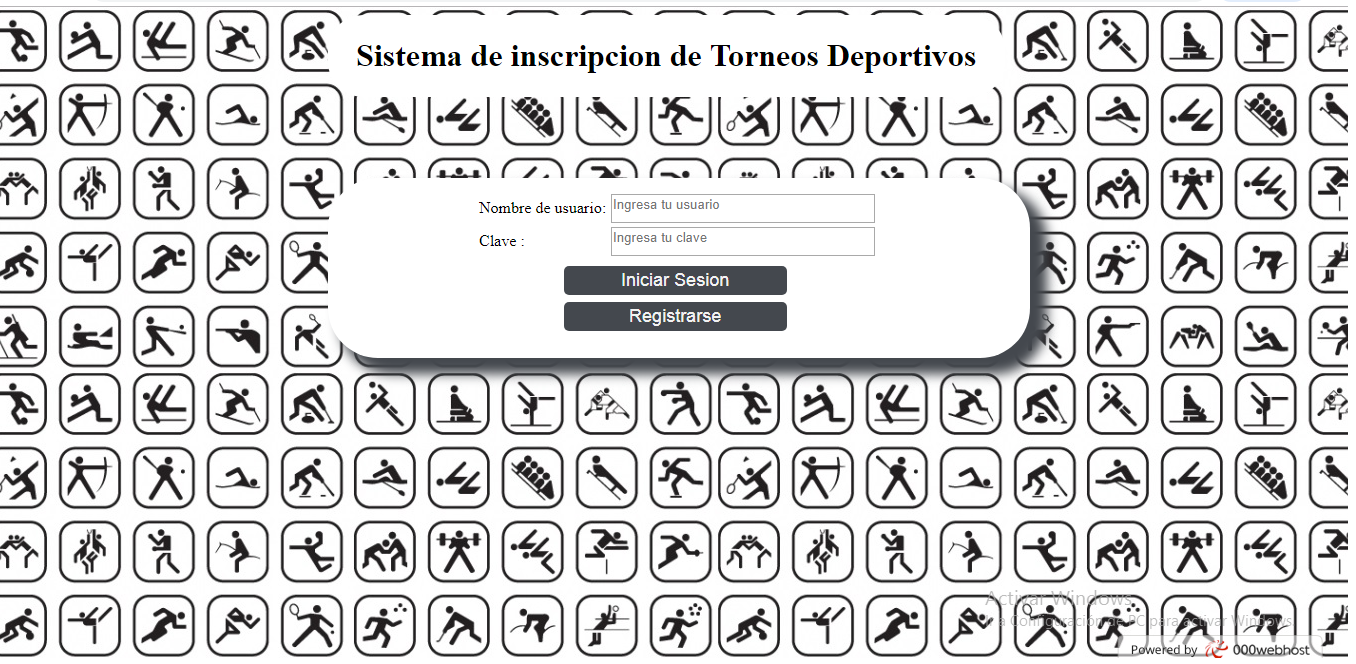 Sistema de inscripcion de Torneos Deportivos
Nombre de usuario: Ingresa tu usuario
Clave : Ingresa tu clave
Iniciar Sesion
Registrarse
Activar Windows
Ir a Configuración de PC para activar Windows.
Powered by 000webhost